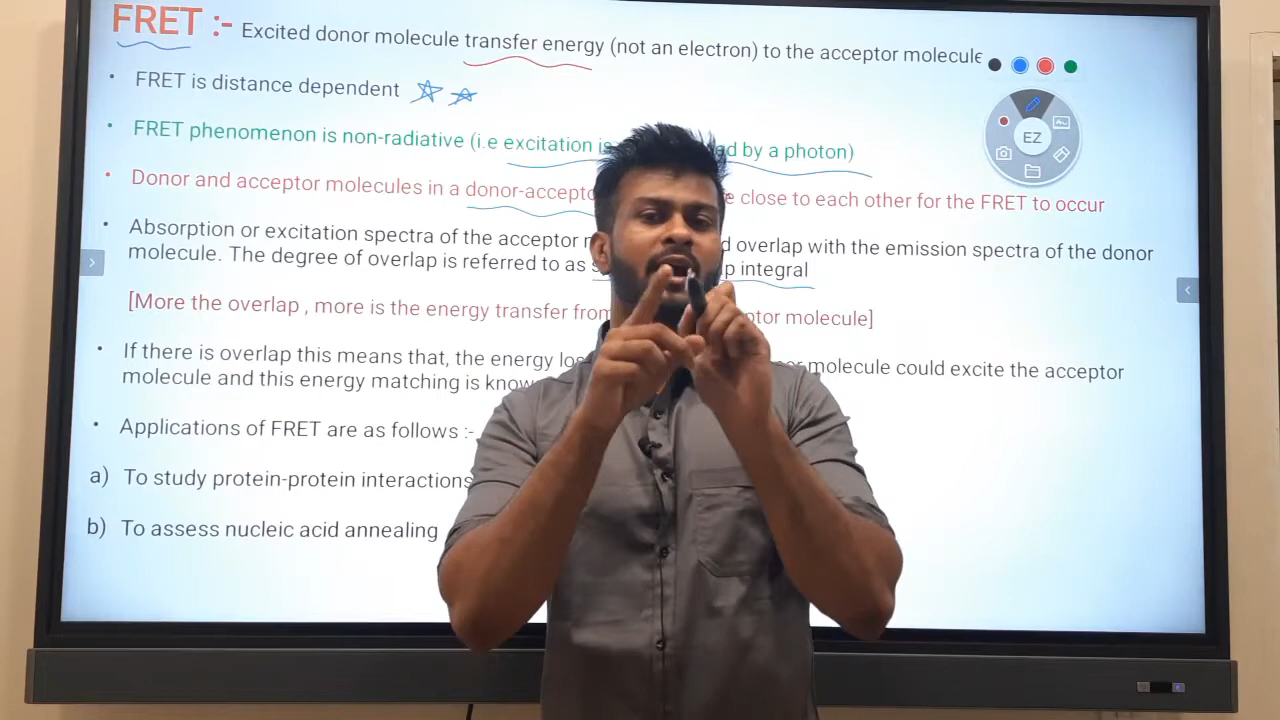 FRET :- Excited donor molecule transfer energy (not an electron) to the acceptor molecule
• FRET is distance dependent
• FRET phenomenon is non-radiative (i.e excitation is ed by a photon)
• Donor and acceptor molecules in a donor-accepto close to each other for the FRET to occur
• Absorption or excitation spectra of the acceptor overlap with the emission spectra of the donor
molecule. The degree of overlap is referred to as integral
[More the overlap , more is the energy transfer from ptor molecule]
• If there is overlap this means that, the energy los molecule could excite the acceptor
molecule and this energy matching is know
• Applications of FRET are as follows :-
a) To study protein-protein interactions
b) To assess nucleic acid annealing
EZ